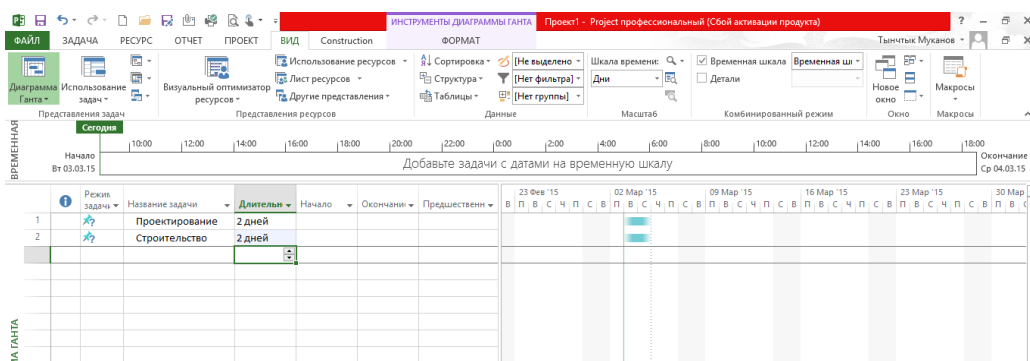 ИНСТРУМЕНТЫ ДИАГРАММЫ ГАНТА Проект1 - Project профессиональный (Сбой активации продукта)
ФАЙЛ ЗАДАЧА РЕСУРС ОТЧЕТ ПРОЕКТ ВИД Construction ФОРМАТ Тынчтык Муканов
Использование ресурсов Сортировка [Не выделено Шкала времени: Временная шкала Временная шк
Лист ресурсов Структура [Нет фильтра] Дни Детали
Другие представления Таблицы [Нет группы]
Диаграмма Ганта Использование задач Визуальный оптимизатор ресурсов Новое окно Макросы
Представления задач Представления ресурсов Данные Масштаб Комбинированный режим Окно Макросы
ВРЕМЕННАЯ
Сегодня
10:00 12:00 14:00 16:00 18:00 20:00 22:00 0:00 2:00 4:00 6:00 8:00 10:00 12:00 14:00 16:00 18:00
Начало Вт 03.03.15
Добавьте задачи с датами на временную шкалу
Окончание Ср 04.03.15
Режим задачи Название задачи Длительн Начало Окончани Предшественн
23 Фев '15 02 Мар '15 09 Мар '15 16 Мар '15 23 Мар '15 30 Мар
В П В С Ч П С В П В С Ч П С В П В С Ч П С В П В С Ч П С В П В С Ч П С В П В
1 Проектирование 2 дней
2 Строительство 2 дней
МА ГАНТА